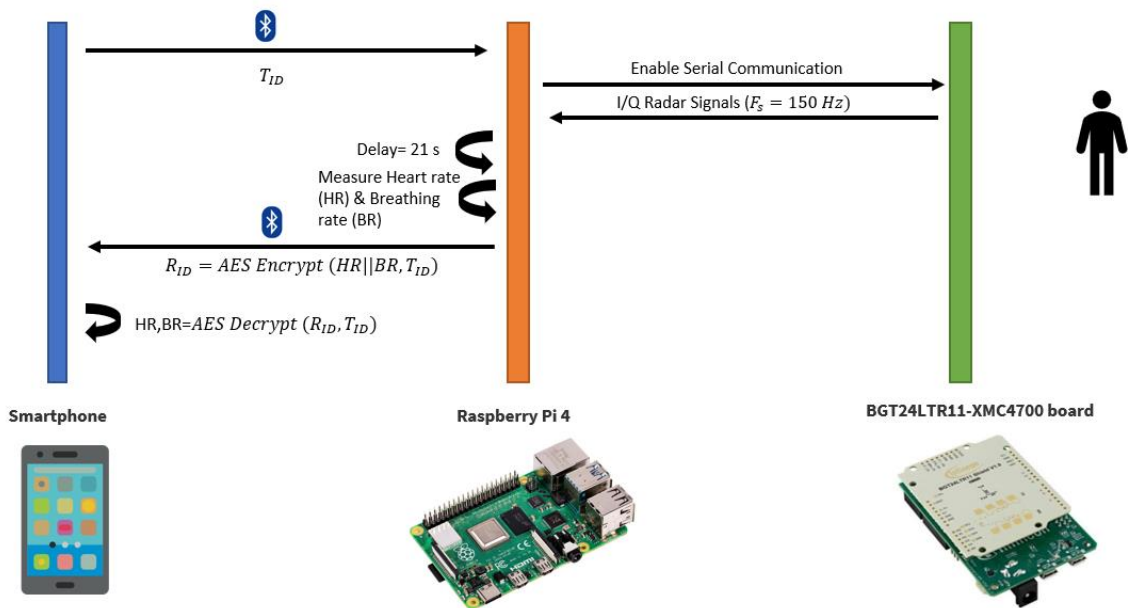 T_ID
Enable Serial Communication
I/Q Radar Signals (F_s = 150 Hz)
Delay= 21 s
Measure Heart rate
(HR) & Breathing
rate (BR)
R_ID = AES Encrypt (HR||BR, T_ID)
HR,BR=AES Decrypt (R_ID, T_ID)
Smartphone
Raspberry Pi 4
BGT24LTR11-XMC4700 board